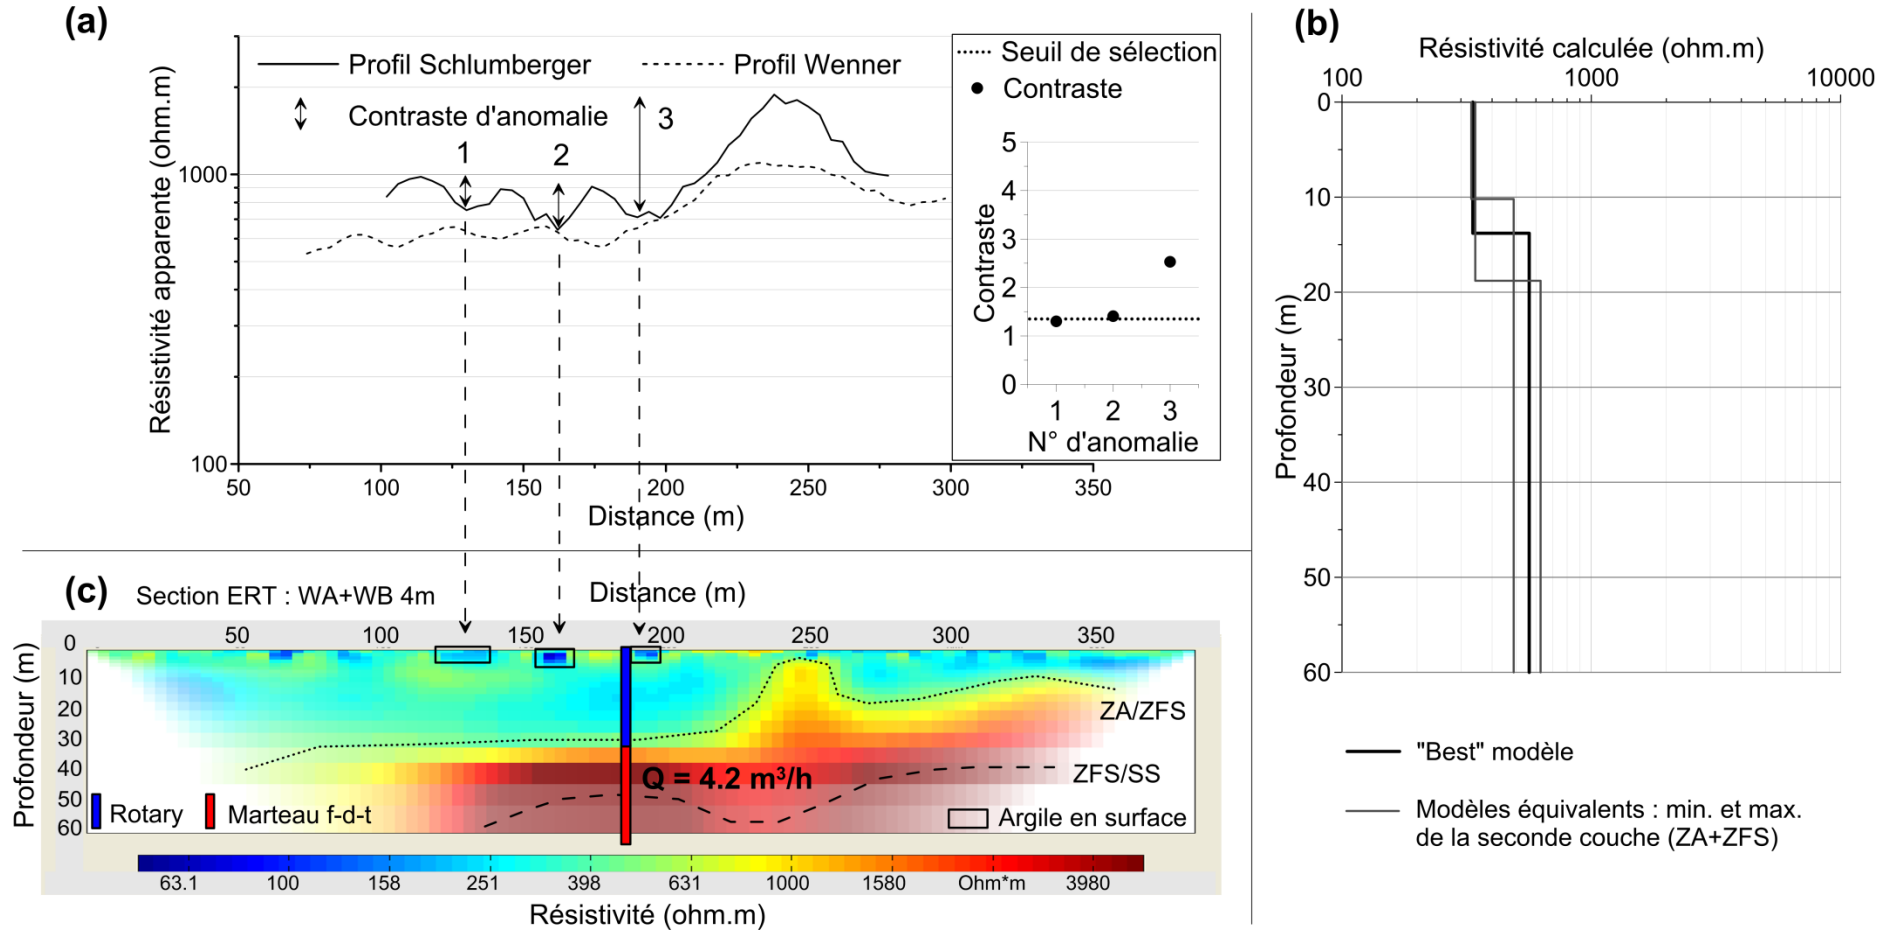 (a)
Profil Schlumberger
Profil Wenner
Contraste d'anomalie
1
2
3
Résistivité apparente (ohm.m)
1000
100
50
100
150
200
250
300
350
Distance (m)
Seuil de sélection
Contraste
Contraste
5
4
3
2
1
0
1
2
3
N° d'anomalie
(b)
Résistivité calculée (ohm.m)
100
1000
10000
Profondeur (m)
0
10
20
30
40
50
60
"Best" modèle
Modèles équivalents : min. et max.
de la seconde couche (ZA+ZFS)
(c)
Section ERT : WA+WB 4m
Distance (m)
50
100
150
200
250
300
350
Profondeur (m)
0
10
20
30
40
50
60
ZA/ZFS
ZFS/SS
Q = 4.2 m³/h
Rotary
Marteau f-d-t
Argile en surface
63.1
100
158
251
398
631
1000
1580
Ohm*m
3980
Résistivité (ohm.m)